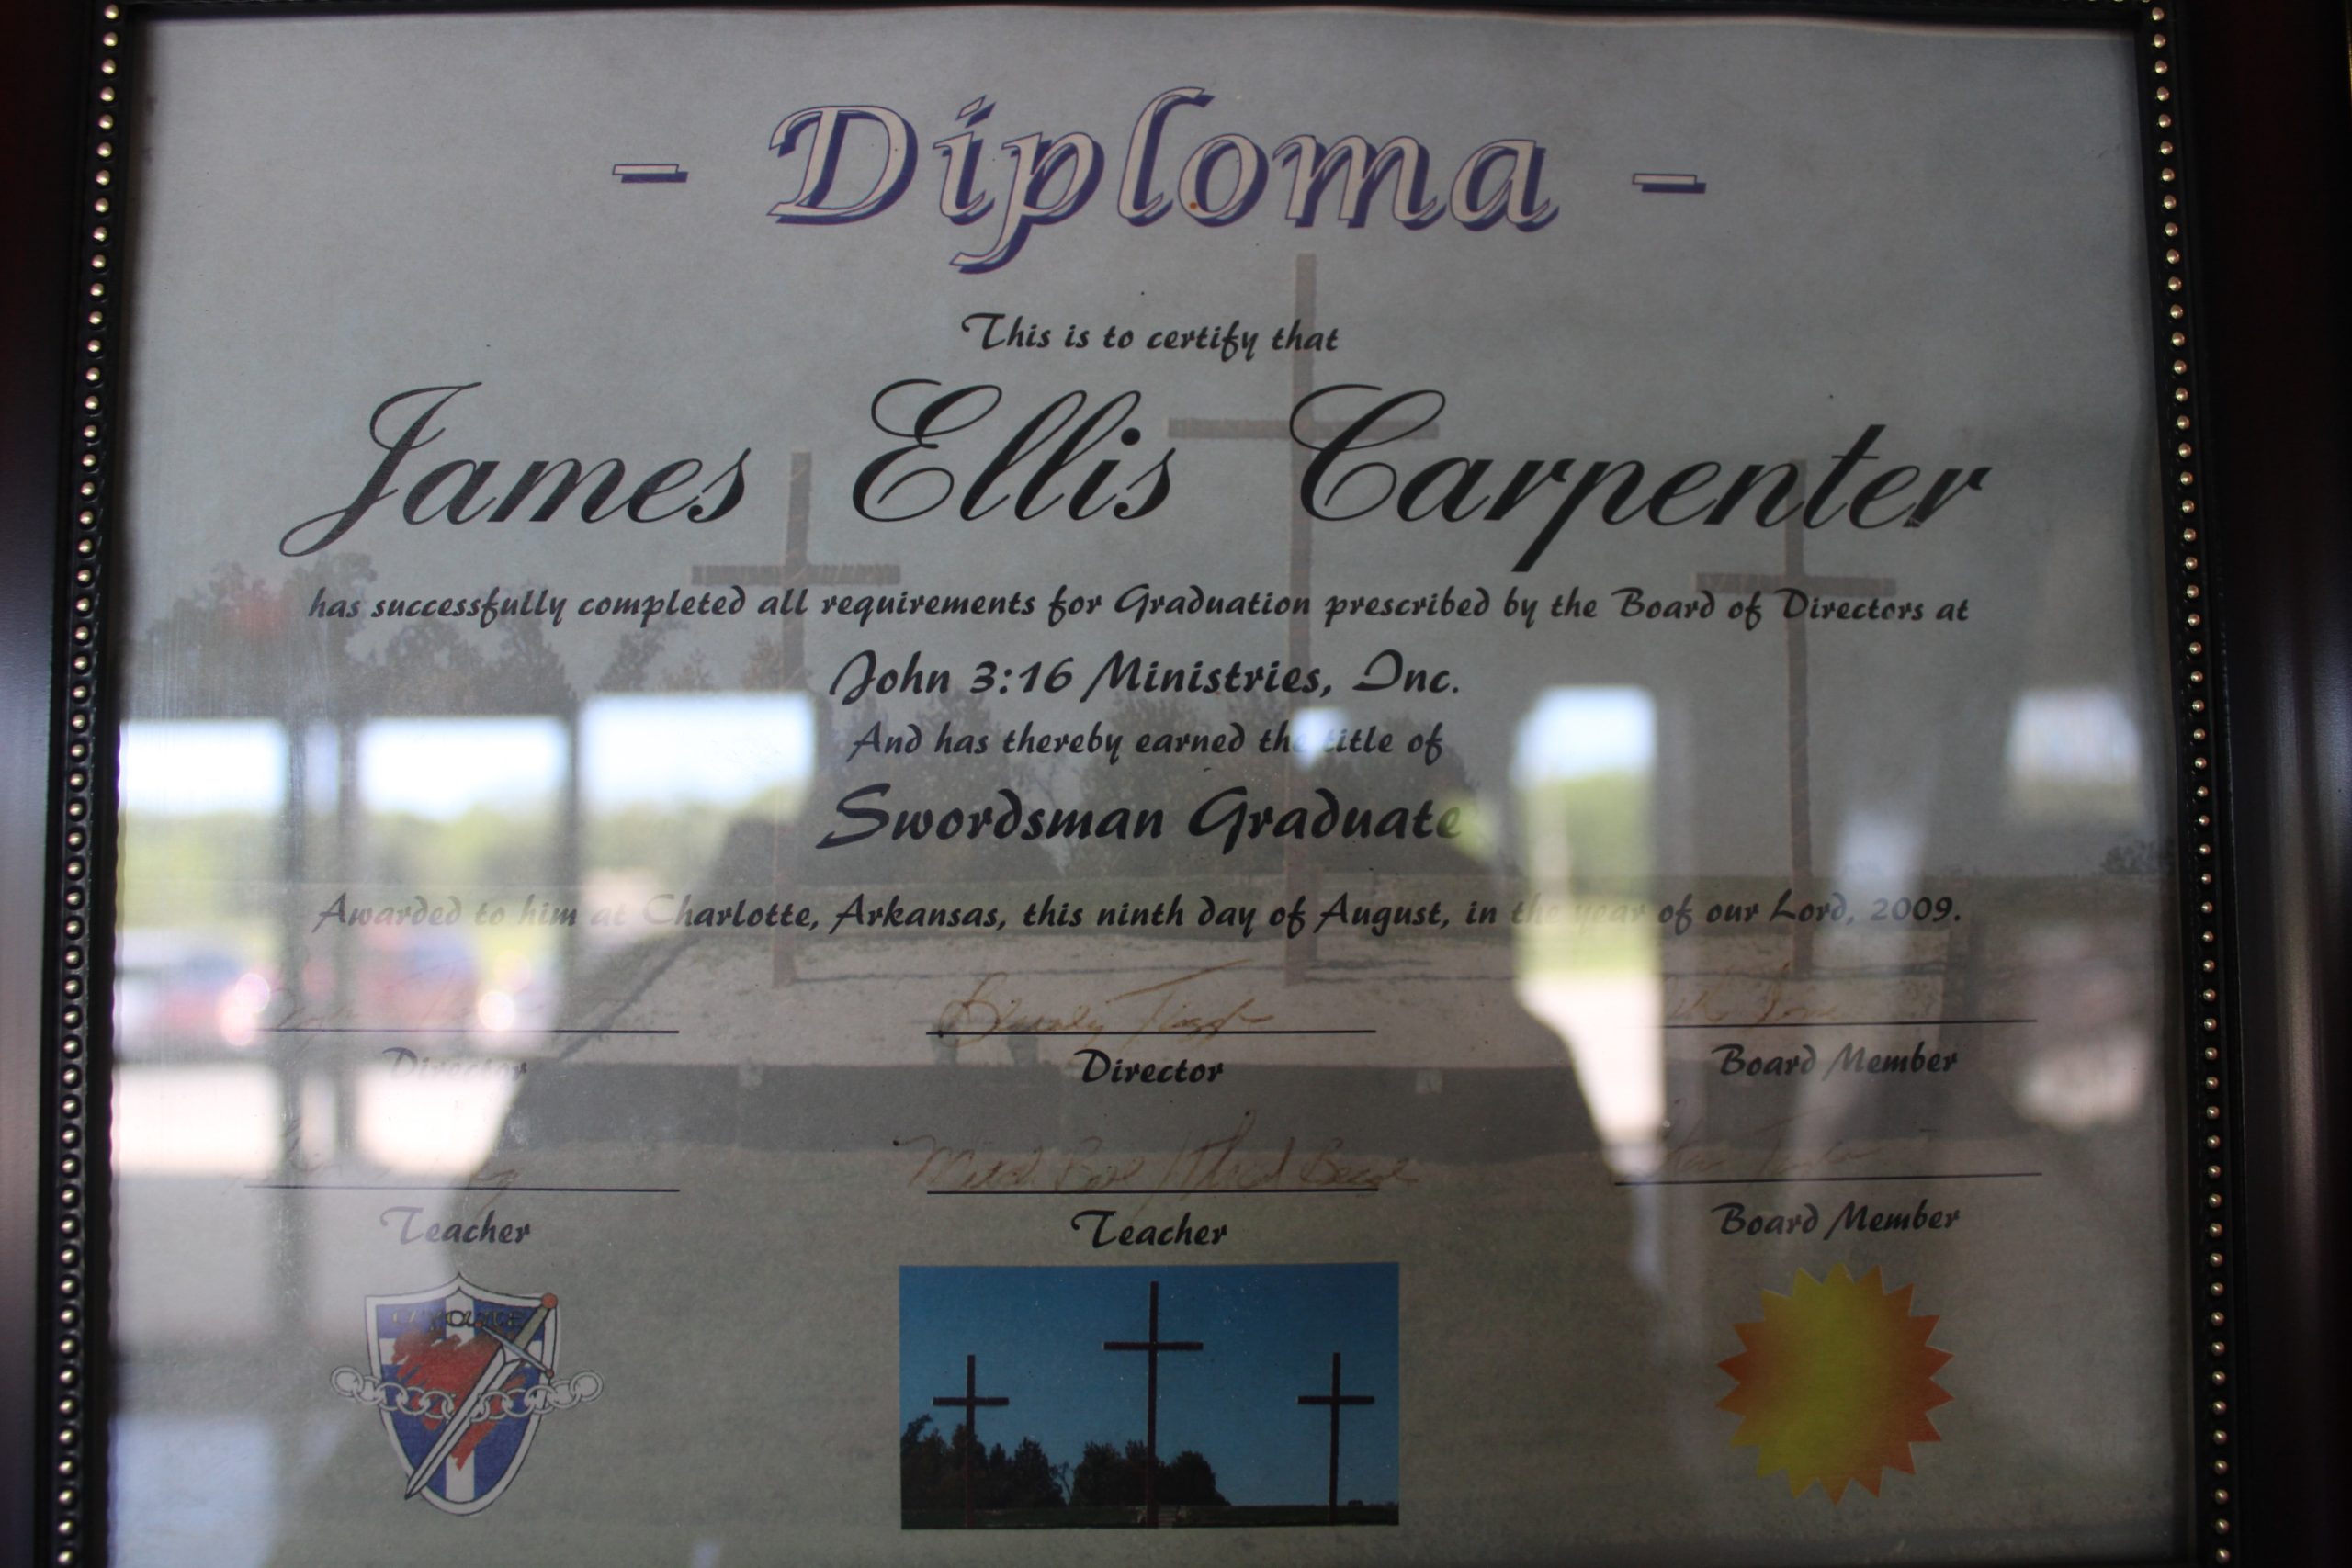 - Diploma -
This is to certify that
James Ellis Carpenter
has successfully completed all requirements for Graduation prescribed by the Board of Directors at
John 3:16 Ministries, Inc.
And has thereby earned the title of
Swordsman Graduate
Awarded to him at Charlotte, Arkansas, this ninth day of August, in the year of our Lord, 2009.
Director Director Board Member
Teacher Teacher Board Member